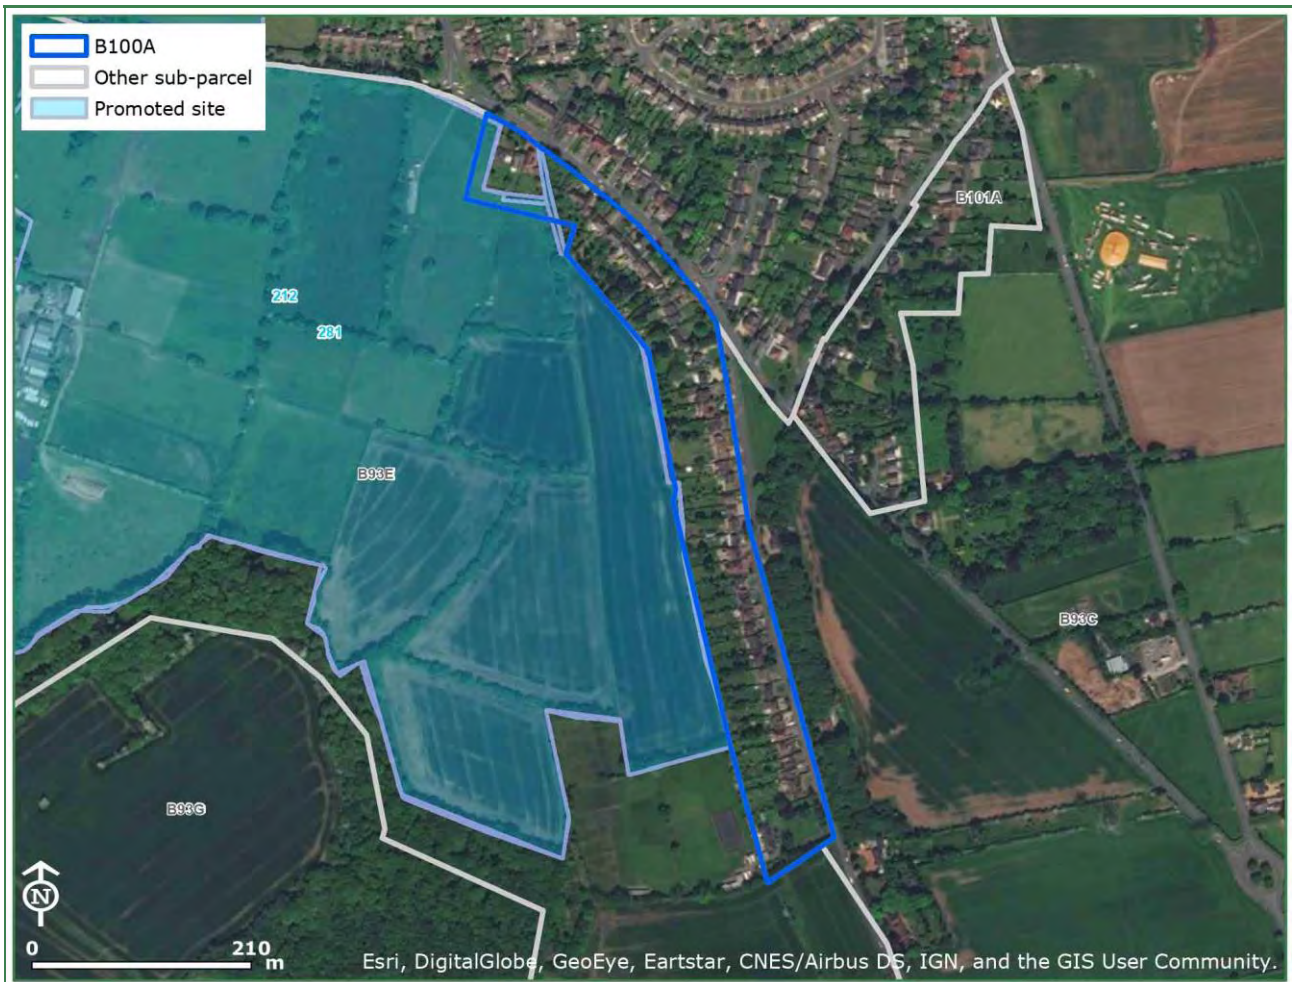 B100A
Other sub-parcel
Promoted site
B101A
212
281
B93E
B93C
B93G
N
0 210 m
Esri, DigitalGlobe, GeoEye, Eartstar, CNES/Airbus DS, IGN, and the GIS User Community.